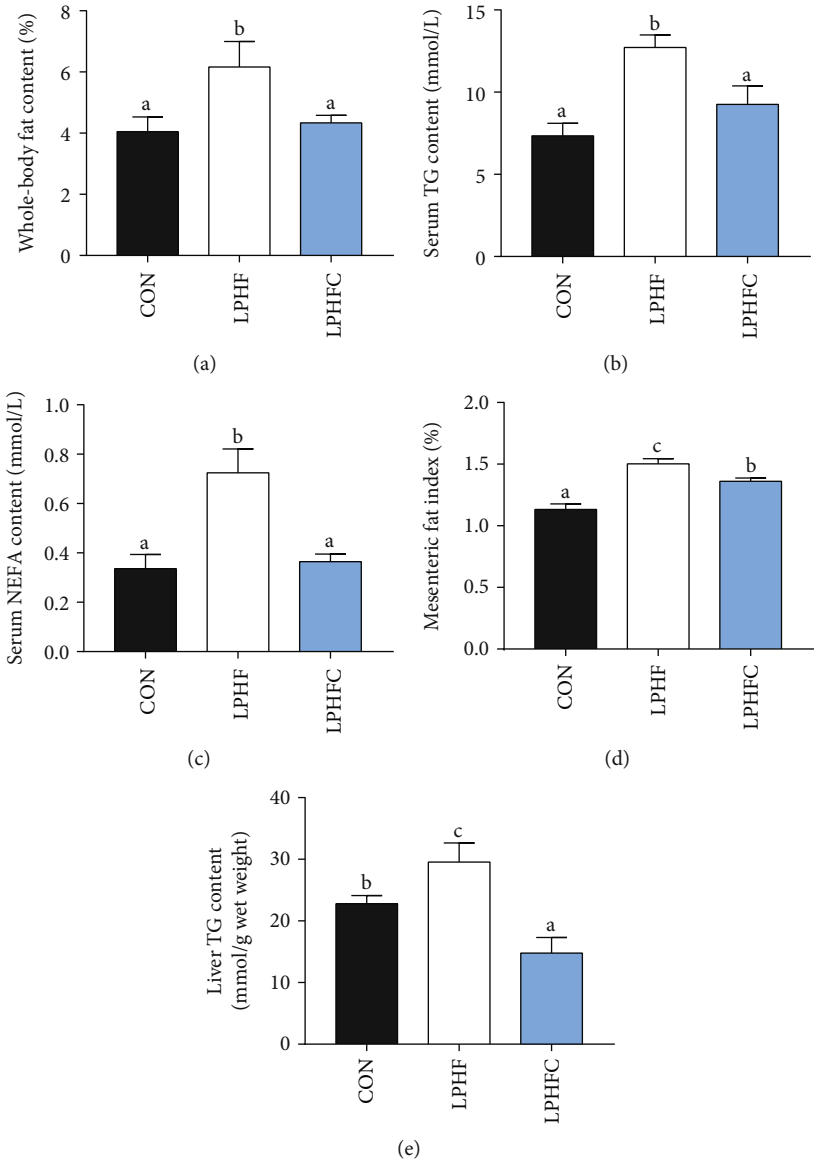 Whole-body fat content (%)
8
6
4
2
0
a
b
a
CON
LPHF
LPHFC
(a)
Serum TG content (mmol/L)
15
10
5
0
a
b
a
CON
LPHF
LPHFC
(b)
Serum NEFA content (mmol/L)
1.0
0.8
0.6
0.4
0.2
0.0
a
b
a
CON
LPHF
LPHFC
(c)
Mesenteric fat index (%)
2.0
1.5
1.0
0.5
0.0
a
c
b
CON
LPHF
LPHFC
(d)
Liver TG content
(mmol/g wet weight)
40
30
20
10
0
b
c
a
CON
LPHF
LPHFC
(e)